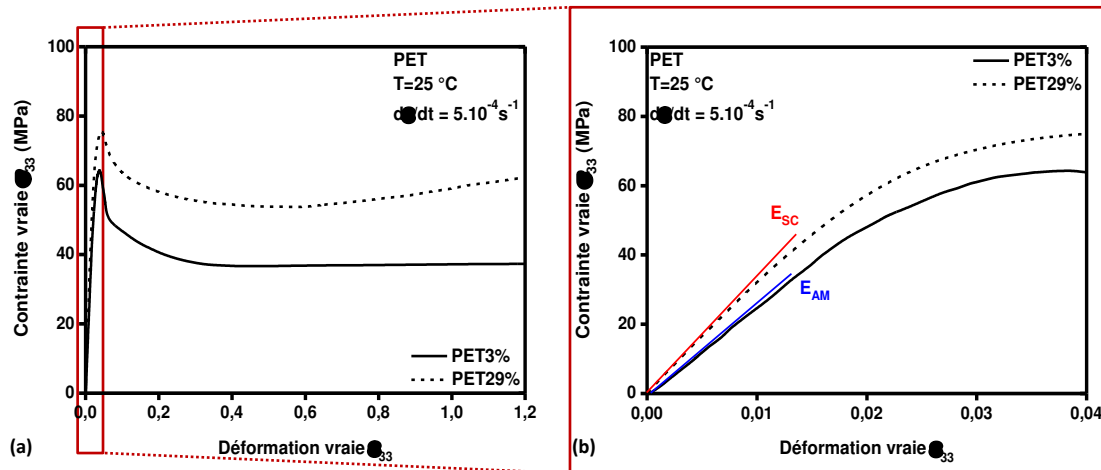 100
80
60
40
20
0
0,0 0,2 0,4 0,6 0,8 1,0 1,2
Contrainte vraie 33 (MPa)
Déformation vraie 33
PET
T=25 °C
d/dt = 5.10-4s-1
PET3%
PET29%
(a)
100
80
60
40
20
0
0,00 0,01 0,02 0,03 0,04
Contrainte vraie 33 (MPa)
Déformation vraie 33
PET
T=25 °C
d/dt = 5.10-4s-1
PET3%
PET29%
ESC
EAM
(b)